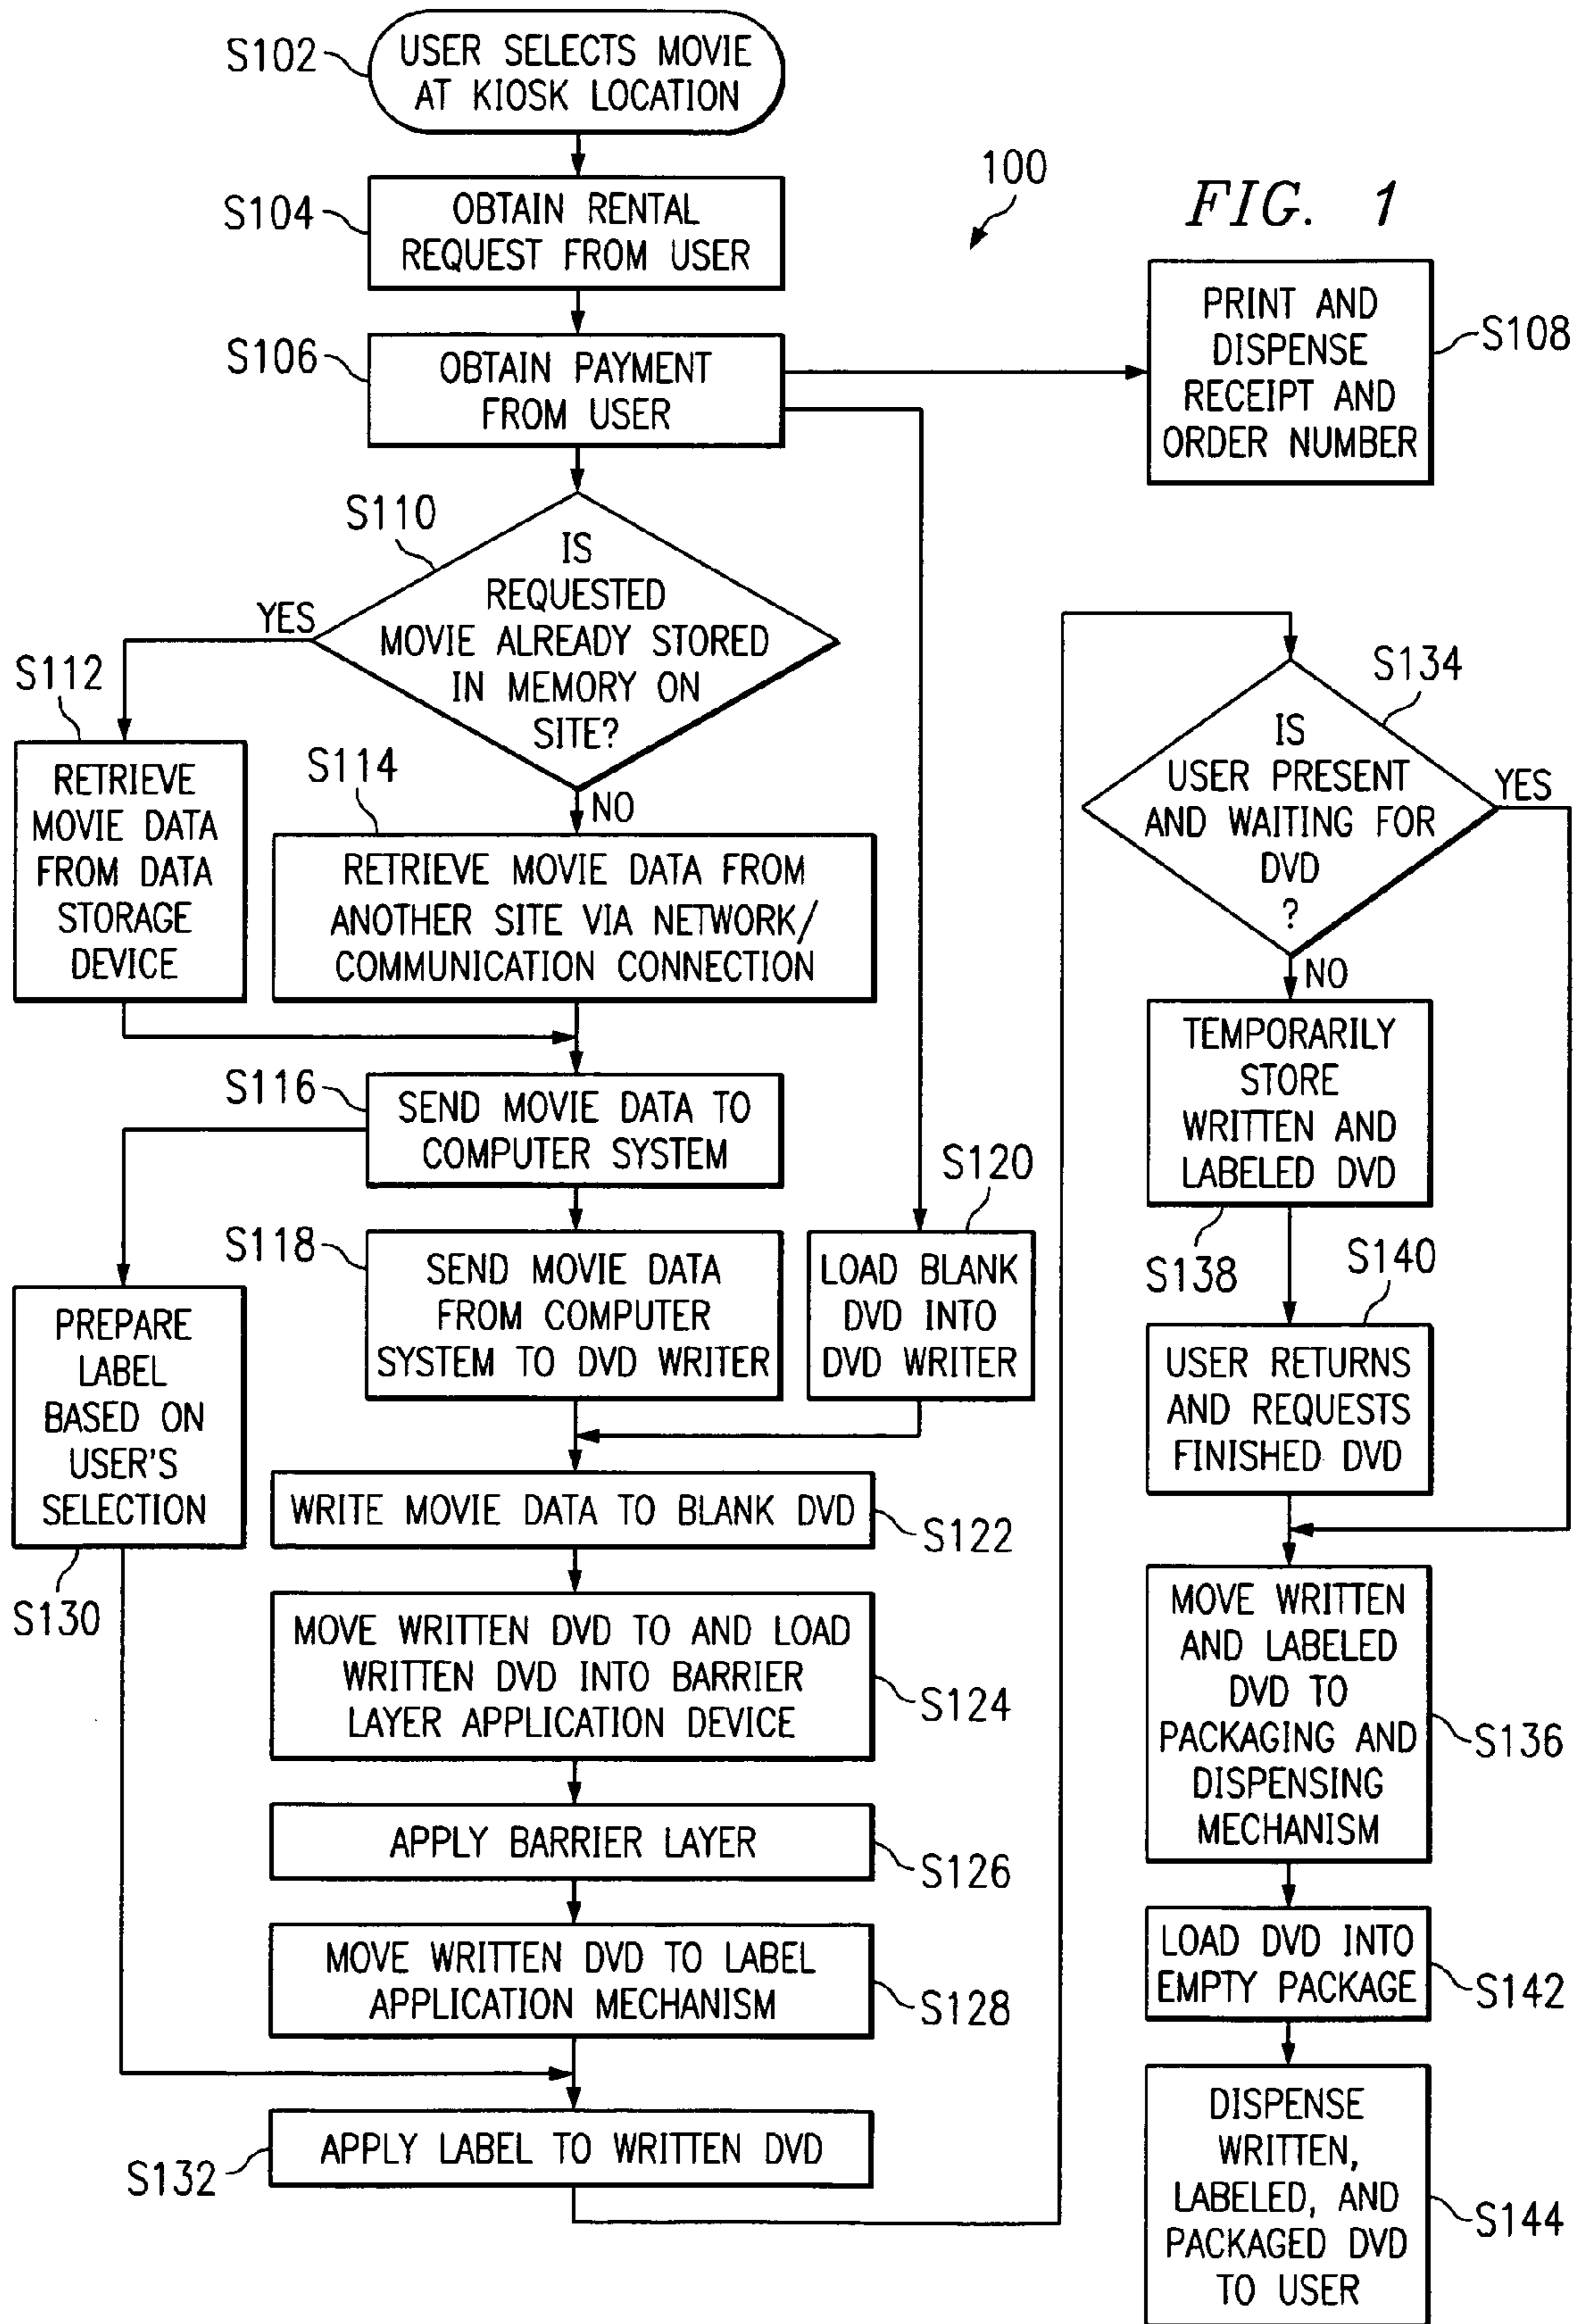 S102
USER SELECTS MOVIE
AT KIOSK LOCATION
S104
OBTAIN RENTAL
REQUEST FROM USER
100
FIG. 1
S106
OBTAIN PAYMENT
FROM USER
PRINT AND
DISPENSE
RECEIPT AND
ORDER NUMBER
S108
S110
IS
REQUESTED
MOVIE ALREADY STORED
IN MEMORY ON
SITE?
YES
NO
S112
RETRIEVE
MOVIE DATA
FROM DATA
STORAGE
DEVICE
S114
RETRIEVE MOVIE DATA FROM
ANOTHER SITE VIA NETWORK/
COMMUNICATION CONNECTION
S116
SEND MOVIE DATA TO
COMPUTER SYSTEM
S118
SEND MOVIE DATA
FROM COMPUTER
SYSTEM TO DVD WRITER
S120
LOAD BLANK
DVD INTO
DVD WRITER
PREPARE
LABEL
BASED ON
USER'S
SELECTION
S130
WRITE MOVIE DATA TO BLANK DVD
S122
MOVE WRITTEN DVD TO AND LOAD
WRITTEN DVD INTO BARRIER
LAYER APPLICATION DEVICE
S124
APPLY BARRIER LAYER
S126
MOVE WRITTEN DVD TO LABEL
APPLICATION MECHANISM
S128
APPLY LABEL TO WRITTEN DVD
S132
S134
IS
USER PRESENT
AND WAITING FOR
DVD
?
YES
NO
TEMPORARILY
STORE
WRITTEN AND
LABELED DVD
S138
S140
USER RETURNS
AND REQUESTS
FINISHED DVD
MOVE WRITTEN
AND LABELED
DVD TO
PACKAGING AND
DISPENSING
MECHANISM
S136
LOAD DVD INTO
EMPTY PACKAGE
S142
DISPENSE
WRITTEN,
LABELED, AND
PACKAGED DVD
TO USER
S144